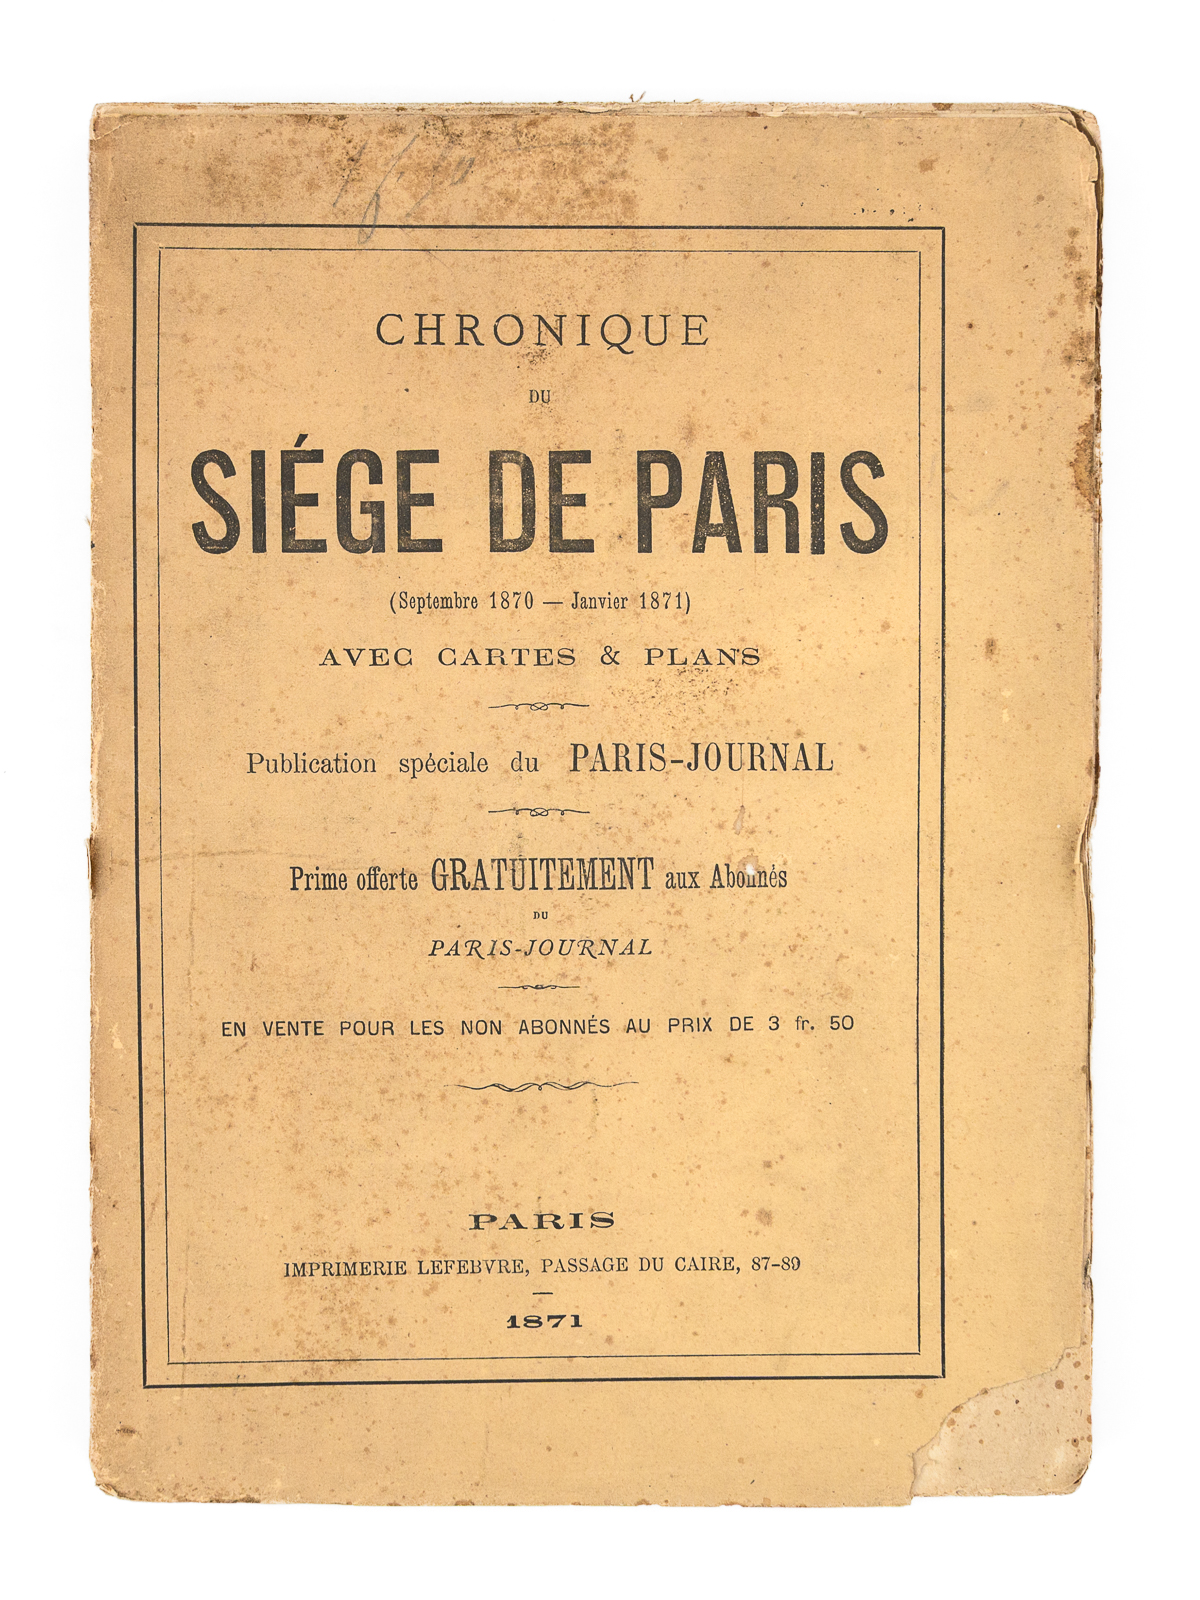 CHRONIQUE
DU
SIÉGE DE PARIS
(Septembre 1870 — Janvier 1871)
AVEC CARTES & PLANS
Publication spéciale du PARIS-JOURNAL
Prime offerte GRATUITEMENT aux Abonnés
DU
PARIS-JOURNAL
EN VENTE POUR LES NON ABONNÉS AU PRIX DE 3 fr. 50
PARIS
IMPRIMERIE LEFEBVRE, PASSAGE DU CAIRE, 87-89
1871